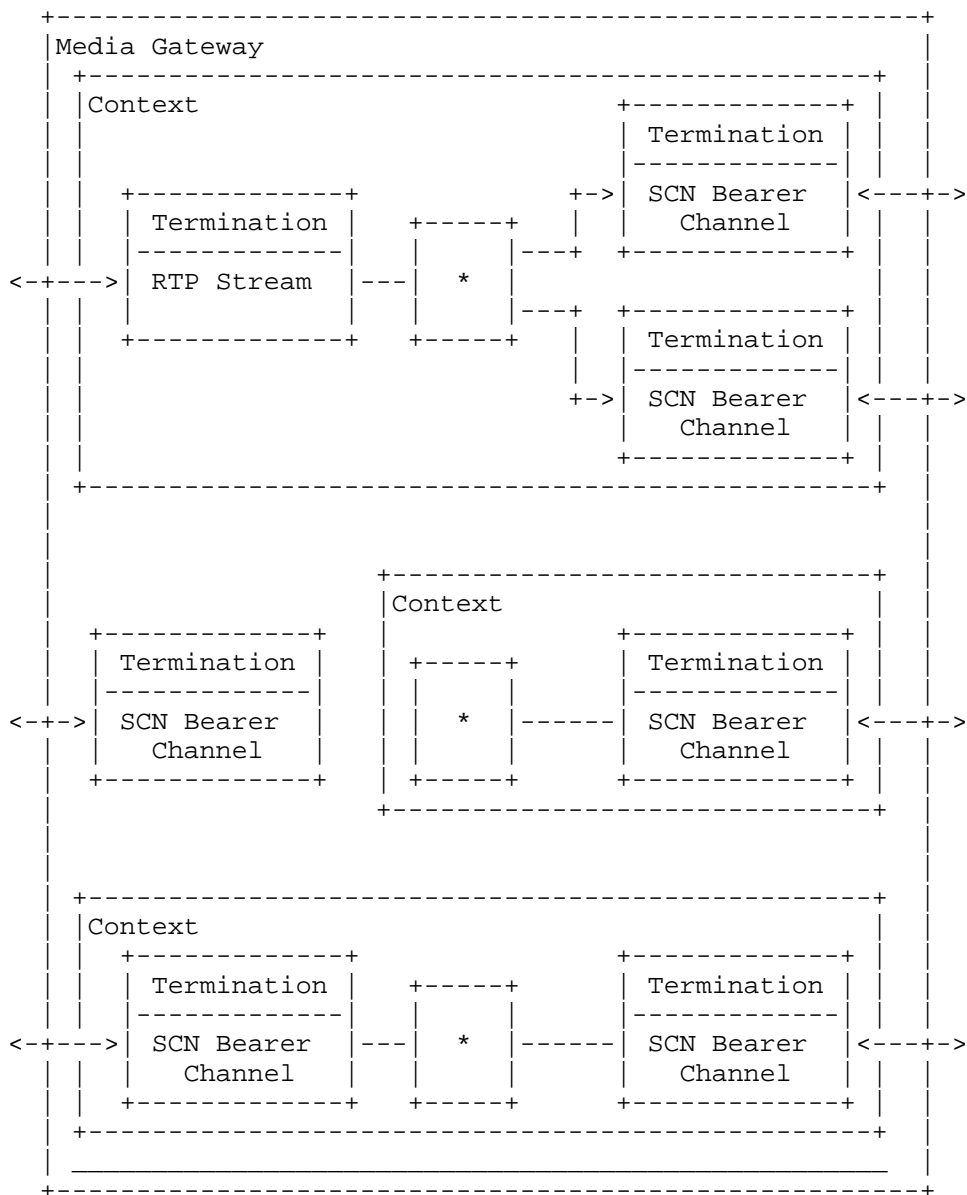 Media Gateway
Context
Termination
SCN Bearer
Channel
Termination
RTP Stream
*
Termination
SCN Bearer
Channel
Context
Termination
SCN Bearer
Channel
*
Termination
SCN Bearer
Channel
Context
Termination
SCN Bearer
Channel
*
Termination
SCN Bearer
Channel